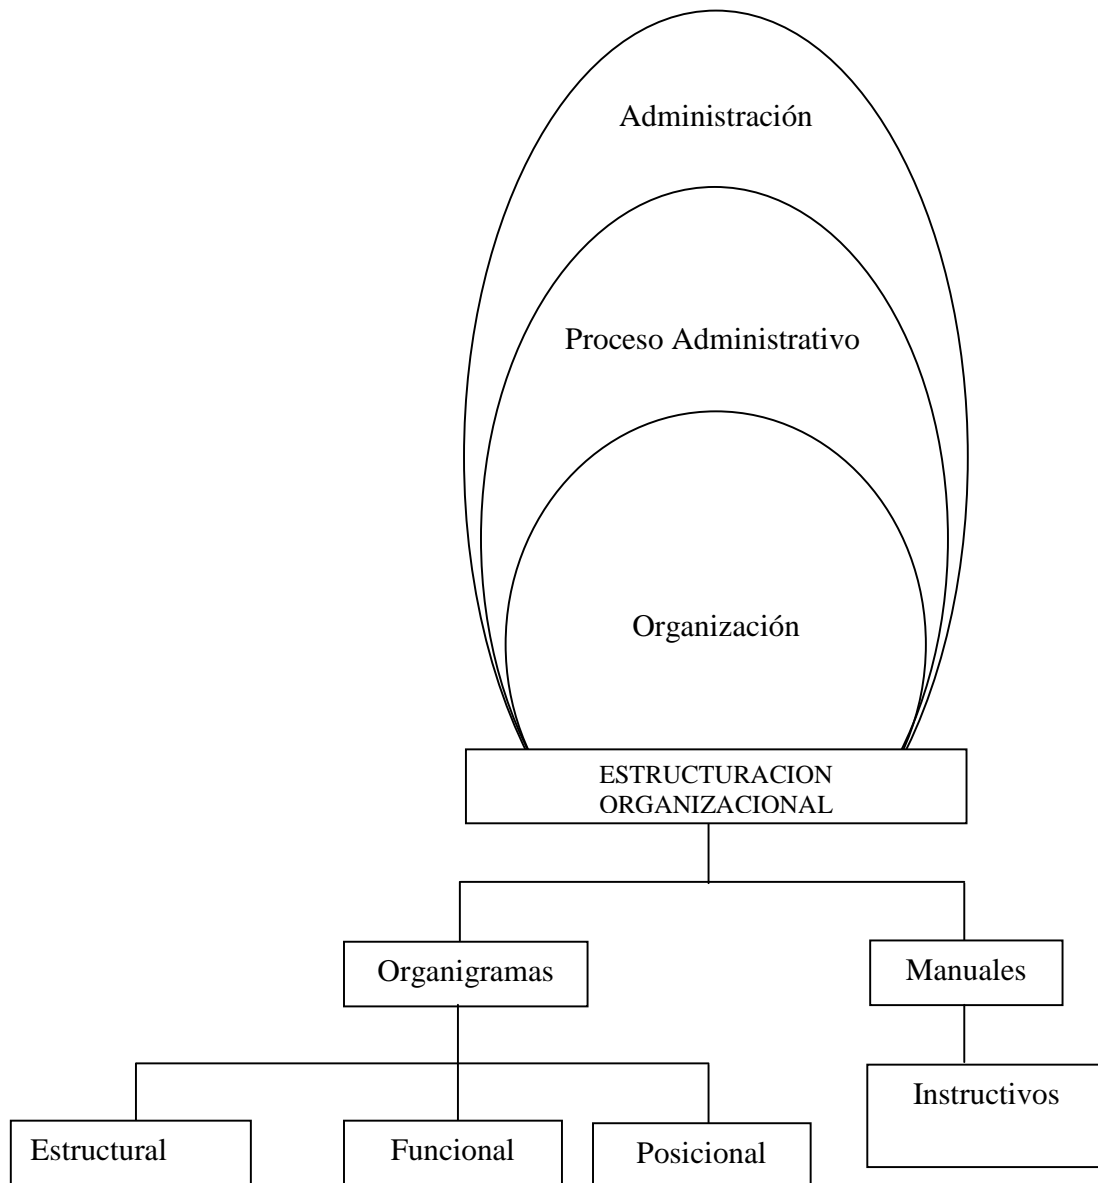 Administración
Proceso Administrativo
Organización
ESTRUCTURACION
ORGANIZACIONAL
Organigramas
Manuales
Instructivos
Estructural
Funcional
Posicional